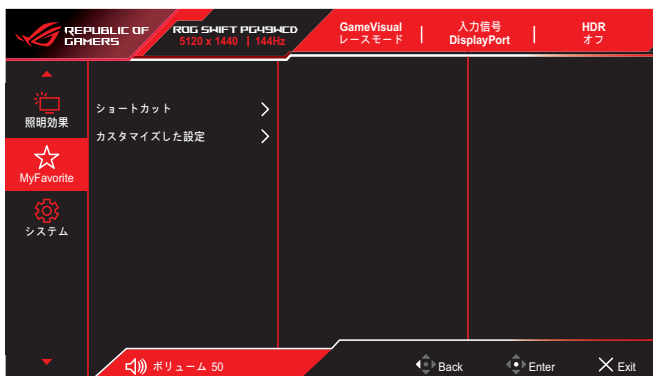 REPUBLIC OF
GAMERS
ROG SWIFT PG49WCD
5120 x 1440 | 144Hz
GameVisual
レースモード
入力信号
DisplayPort
HDR
オフ
照明効果
MyFavorite
システム
ショートカット
カスタマイズした設定
ボリューム 50
Back
Enter
Exit